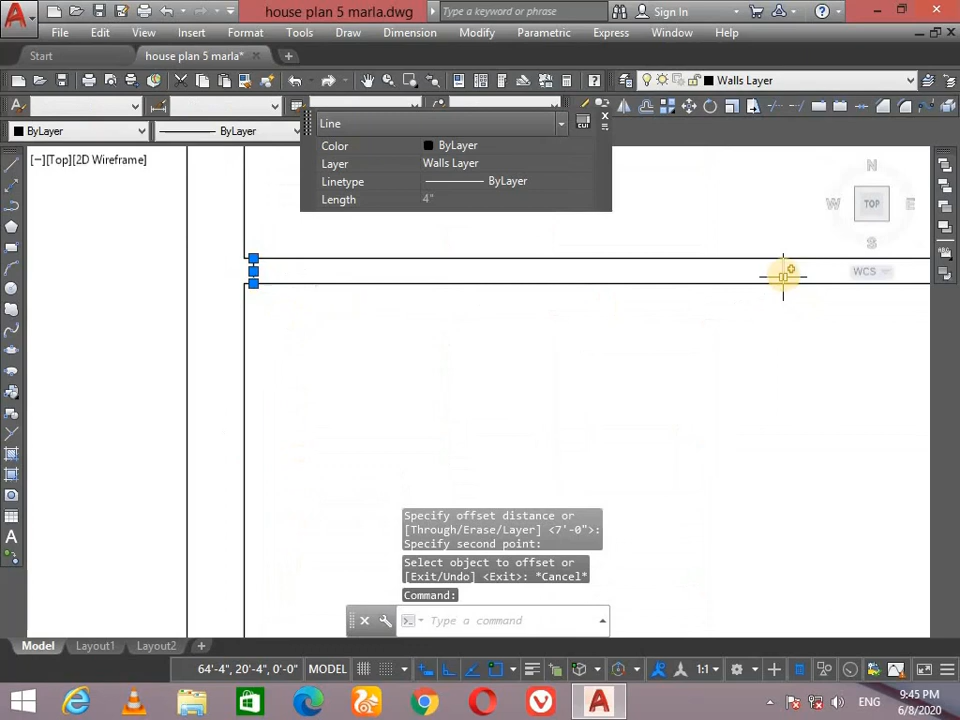 house plan 5 marla.dwg
Type a keyword or phrase
Sign In
File Edit View Insert Format Tools Draw Dimension Modify Parametric Express Window Help
Start
house plan 5 marla*
Walls Layer
Line
ByLayer
ByLayer
Color ByLayer
Layer Walls Layer
Linetype ByLayer
Length 4"
[−][Top][2D Wireframe]
N
W TOP E
S
WCS
Specify offset distance or
[Through/Erase/Layer] <7'-0">:
Specify second point:
Select object to offset or
[Exit/Undo] <Exit>: *Cancel*
Command:
Type a command
Model Layout1 Layout2
64'-4", 20'-4", 0'-0" MODEL 1:1
ENG
9:45 PM
6/8/2020